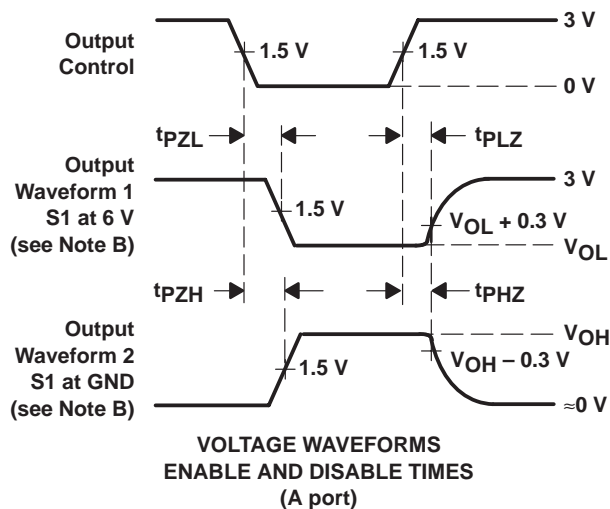 3 V
Output
Control
1.5 V
1.5 V
0 V
tPZL
tPLZ
Output
Waveform 1
S1 at 6 V
(see Note B)
3 V
1.5 V
VOL + 0.3 V
VOL
tPZH
tPHZ
Output
Waveform 2
S1 at GND
(see Note B)
VOH
1.5 V
VOH − 0.3 V
≈0 V
VOLTAGE WAVEFORMS
ENABLE AND DISABLE TIMES
(A port)